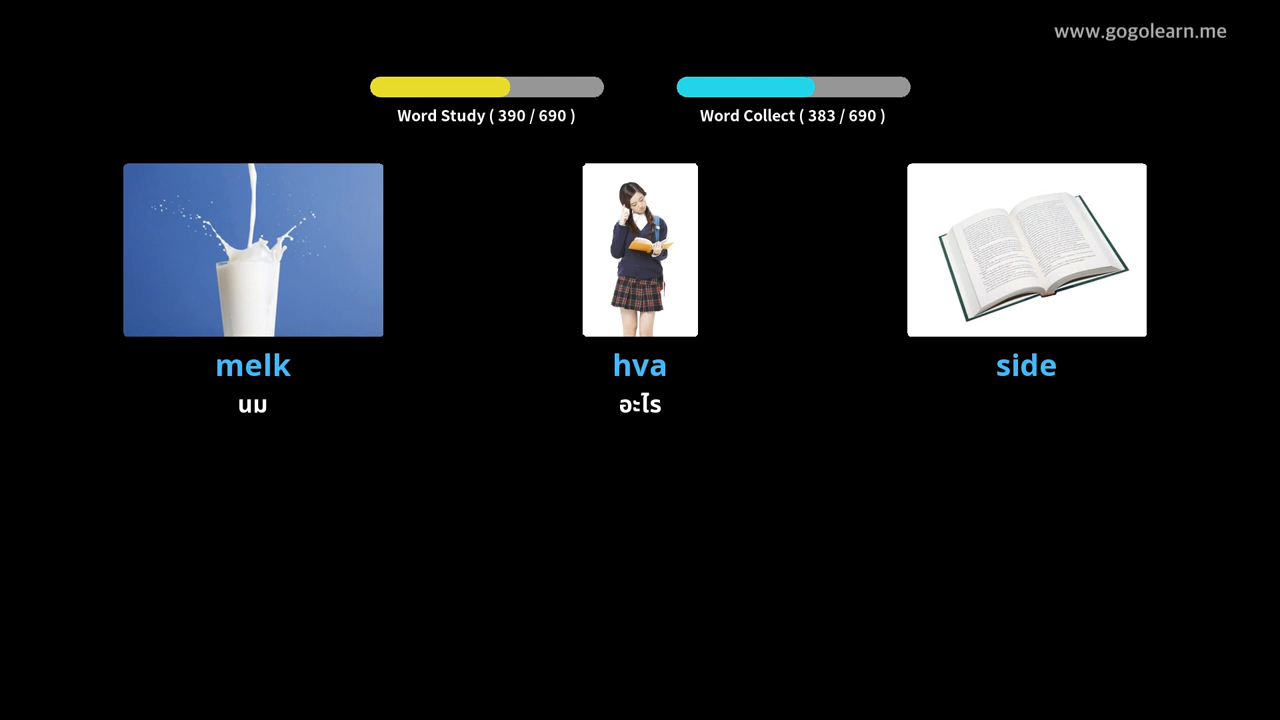 www.gogolearn.me
Word Study ( 390 / 690 )
Word Collect ( 383 / 690 )
melk
hva
side
นม
อะไร